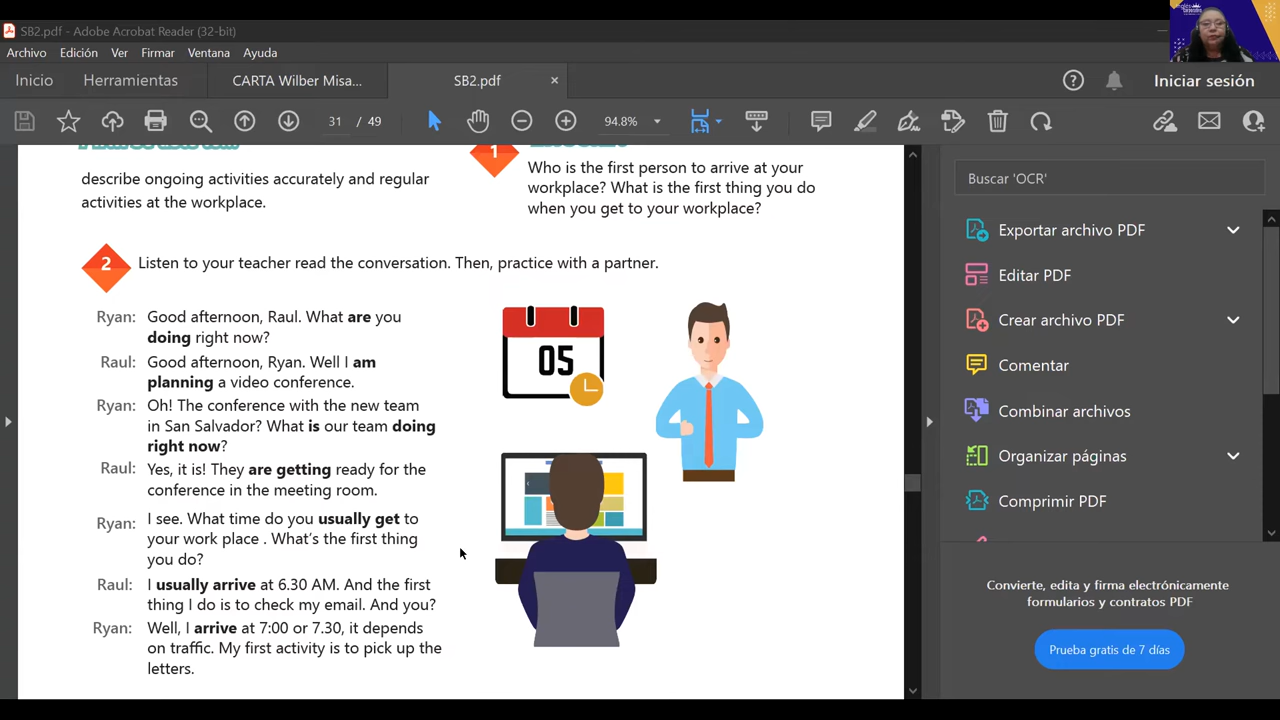 SB2.pdf - Adobe Acrobat Reader (32-bit)
Archivo Edición Ver Firmar Ventana Ayuda
Inicio Herramientas CARTA Wilber Misa... SB2.pdf × Iniciar sesión
31 / 49 94.8%
1
Who is the first person to arrive at your
workplace? What is the first thing you do
when you get to your workplace?
describe ongoing activities accurately and regular
activities at the workplace.
2 Listen to your teacher read the conversation. Then, practice with a partner.
Ryan: Good afternoon, Raul. What are you
doing right now?
Raul: Good afternoon, Ryan. Well I am
planning a video conference.
Ryan: Oh! The conference with the new team
in San Salvador? What is our team doing
right now?
Raul: Yes, it is! They are getting ready for the
conference in the meeting room.
Ryan: I see. What time do you usually get to
your work place . What's the first thing
you do?
Raul: I usually arrive at 6.30 AM. And the first
thing I do is to check my email. And you?
Ryan: Well, I arrive at 7:00 or 7.30, it depends
on traffic. My first activity is to pick up the
letters.
05
Buscar 'OCR'
Exportar archivo PDF
Editar PDF
Crear archivo PDF
Comentar
Combinar archivos
Organizar páginas
Comprimir PDF
Convierte, edita y firma electrónicamente
formularios y contratos PDF
Prueba gratis de 7 días